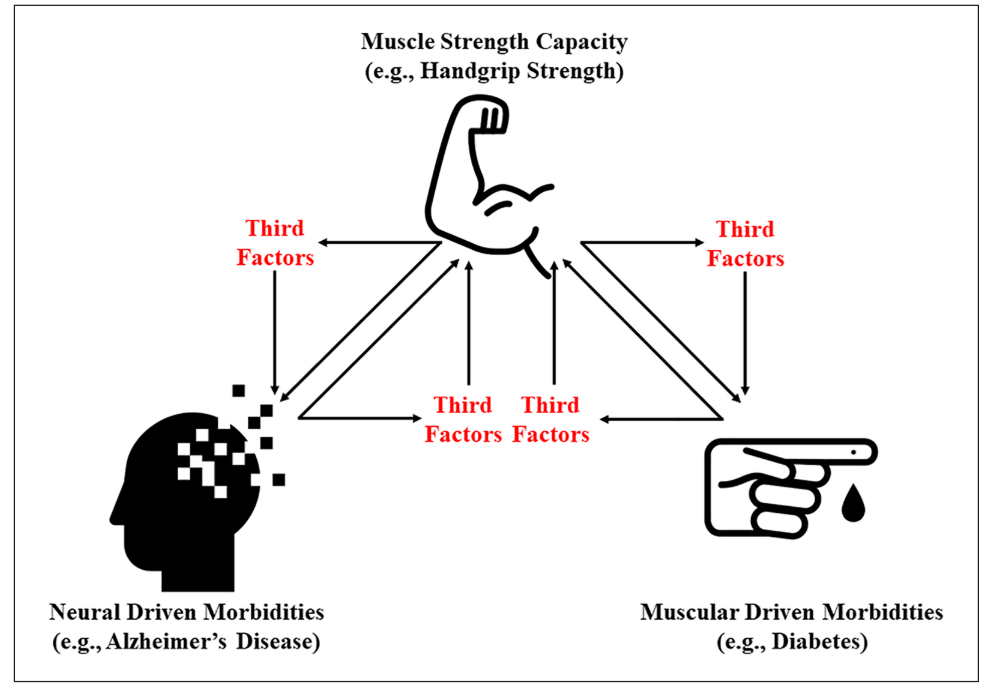 Muscle Strength Capacity
(e.g., Handgrip Strength)
Third
Factors
Third
Factors
Third
Factors
Third
Factors
Neural Driven Morbidities
(e.g., Alzheimer’s Disease)
Muscular Driven Morbidities
(e.g., Diabetes)